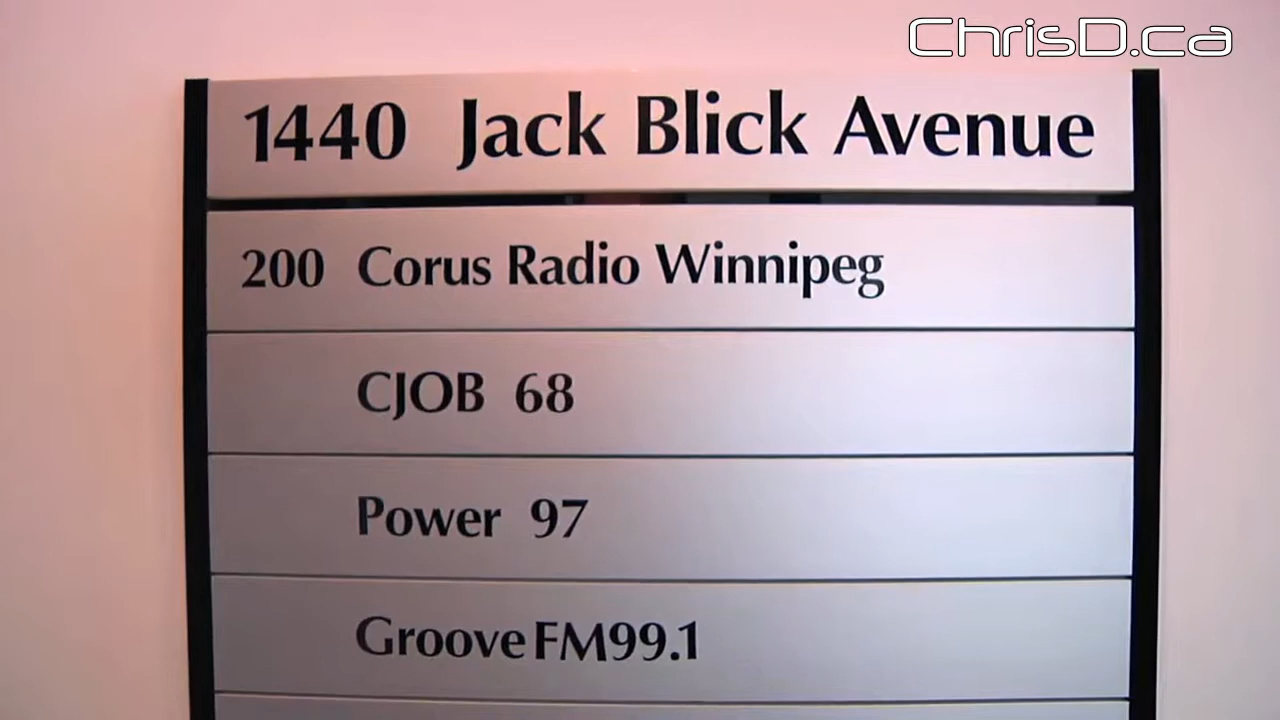 ChrisD.ca
1440 Jack Blick Avenue
200 Corus Radio Winnipeg
CJOB 68
Power 97
Groove FM99.1